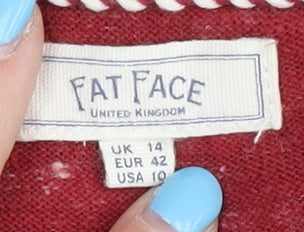 FAT FACE
UNITED KINGDOM
UK 14
EUR 42
USA 10